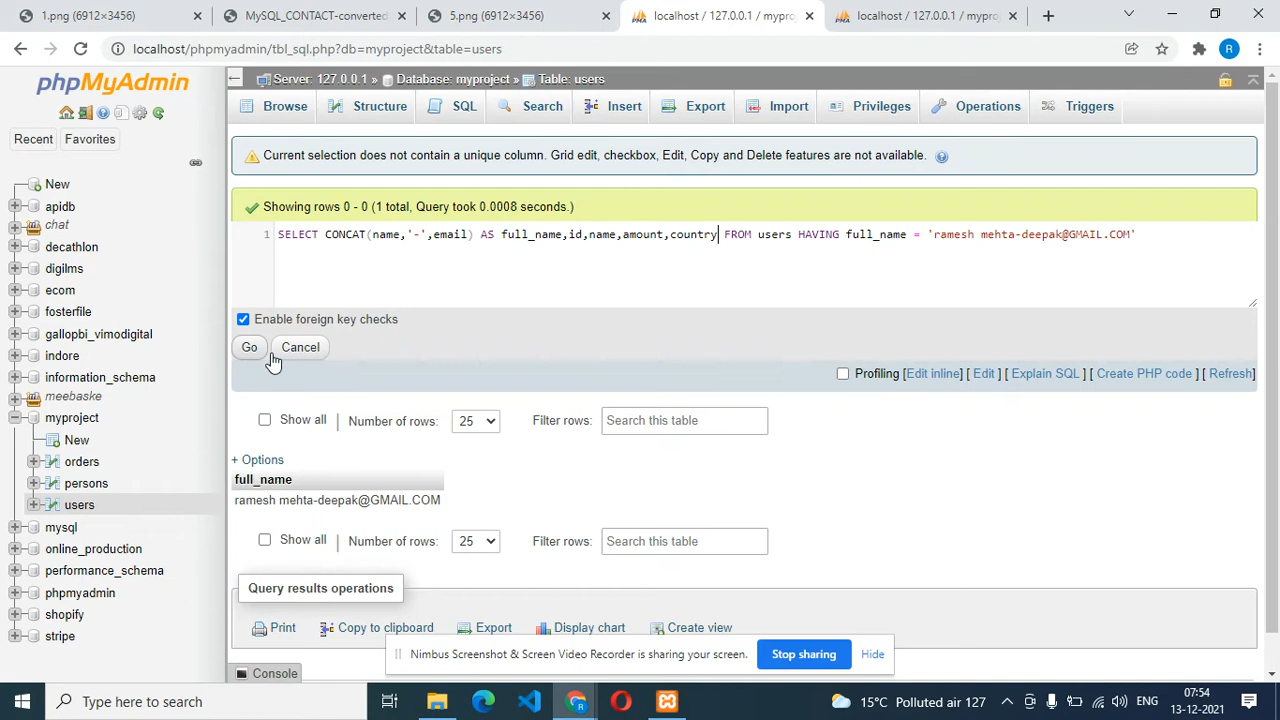 1.png (6912×3456)
MySQL_CONTACT-converted
5.png (6912×3456)
localhost / 127.0.0.1 / mypro
localhost / 127.0.0.1 / mypro
localhost/phpmyadmin/tbl_sql.php?db=myproject&table=users
R
phpMyAdmin
Recent
Favorites
New
apidb
chat
decathlon
ds
ecom
fosterfile
gallopbi_vimodigital
indore
information_schema
meebaske
myproject
New
orders
persons
users
mysql
online_production
performance_schema
phpmyadmin
shopify
stripe
Server: 127.0.0.1 » Database: myproject » Table: users
Browse
Structure
SQL
Search
Insert
Export
Import
Privileges
Operations
Triggers
Current selection does not contain a unique column. Grid edit, checkbox, Edit, Copy and Delete features are not available.
Showing rows 0 - 0 (1 total, Query took 0.0008 seconds.)
1 SELECT CONCAT(name,'-',email) AS full_name,id,name,amount,country FROM users HAVING full_name = 'ramesh mehta-deepak@GMAIL.COM'
Enable foreign key checks
Go
Cancel
Profiling [Edit inline] [ Edit ] [ Explain SQL ] [ Create PHP code ] [ Refresh]
Show all
Number of rows: 25
Filter rows: Search this table
+ Options
full_name
ramesh mehta-deepak@GMAIL.COM
Show all
Number of rows: 25
Filter rows: Search this table
Query results operations
Print
Copy to clipboard
Export
Display chart
Create view
Nimbus Screenshot & Screen Video Recorder is sharing your screen.
Stop sharing
Hide
Console
Type here to search
15°C Polluted air 127
ENG
07:54
13-12-2021